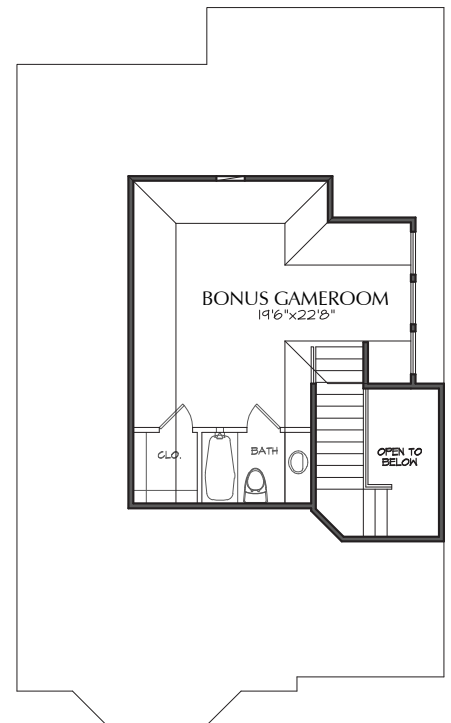 BONUS GAMEROOM
19'6"x22'8"
CLO.
BATH
OPEN TO
BELOW